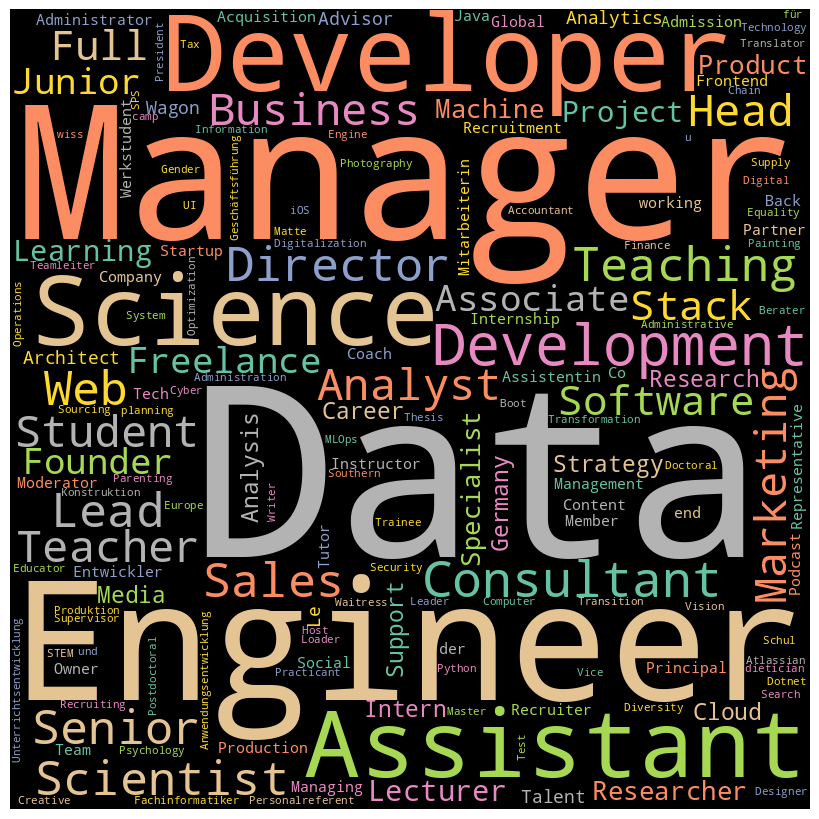 Administrator
Acquisition
Advisor
Java
Global
Analytics
Admission
für
Technology
President
Full
Tax
Developer
Translator
Product
Junior
SPS
Frontend
Chain
Werkstudent
Wagon
Business
Machine
Project
Head
camp
Information
Engine
Recruitment
wiss
Manager
u
Gender
Geschäftsführung
Photography
Supply
Digital
UI
iOS
Matte
Mitarbeiterin
Accountant
working
Back
Equality
Partner
Painting
Learning
Startup
Digitalization
Finance
Teamleiter
Company
Director
Teaching
Operations
Science
Optimization
System
Associate
Stack
Berater
Internship
Administrative
Architect
Freelance
Coach
Development
Web
Tech
Cyber
Administration
Analyst
Assistentin
Co
Research
Sourcing
planning
Career
Thesis
Boot
Software
Marketing
Student
Analysis
MLOps
Data
Transformation
Founder
Instructor
Specialist
Germany
Strategy
Doctoral
Representative
Moderator
Parenting
Southern
Management
Konstruktion
Writer
Lead
Europe
Content
Member
end
Trainee
Teacher
Tutor
Educator
Entwickler
Security
Podcast
Sales
Consultant
Media
Support
Waitress
Leader
Computer
Transition
Vision
Produktion
Supervisor
Le
Engineer
Unterrichtsentwicklung
Anwendungsentwicklung
Host
Loader
Schul
STEM
und
Postdoctoral
der
Atlassian
Owner
Social
Practicant
Python
Vice
Principal
dietician
Dotnet
Recruiting
Search
Intern
Master
Recruiter
Diversity
Cloud
Senior
Team
Psychology
Production
Assistant
Test
Scientist
Managing
Lecturer
Talent
Researcher
Designer
Creative
Fachinformatiker
Personalreferent